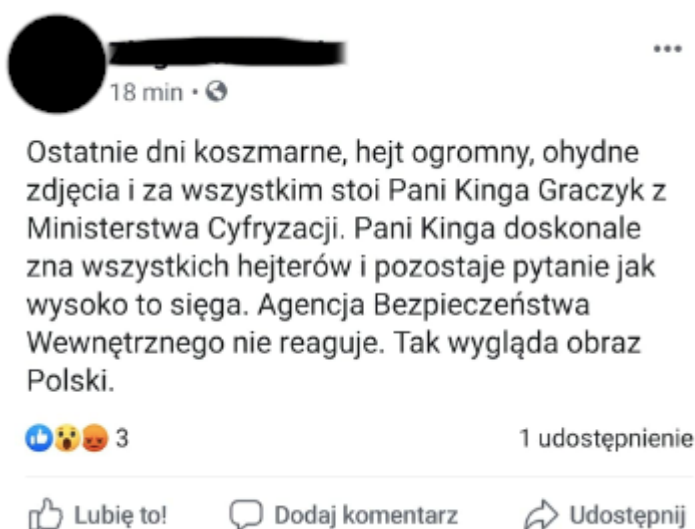 18 min
Ostatnie dni koszmarne, hejt ogromny, ohydne
zdjęcia i za wszystkim stoi Pani Kinga Graczyk z
Ministerstwa Cyfryzacji. Pani Kinga doskonale
zna wszystkich hejterów i pozostaje pytanie jak
wysoko to sięga. Agencja Bezpieczeństwa
Wewnętrznego nie reaguje. Tak wygląda obraz
Polski.
3 1 udostępnienie
Lubię to! Dodaj komentarz Udostępnij